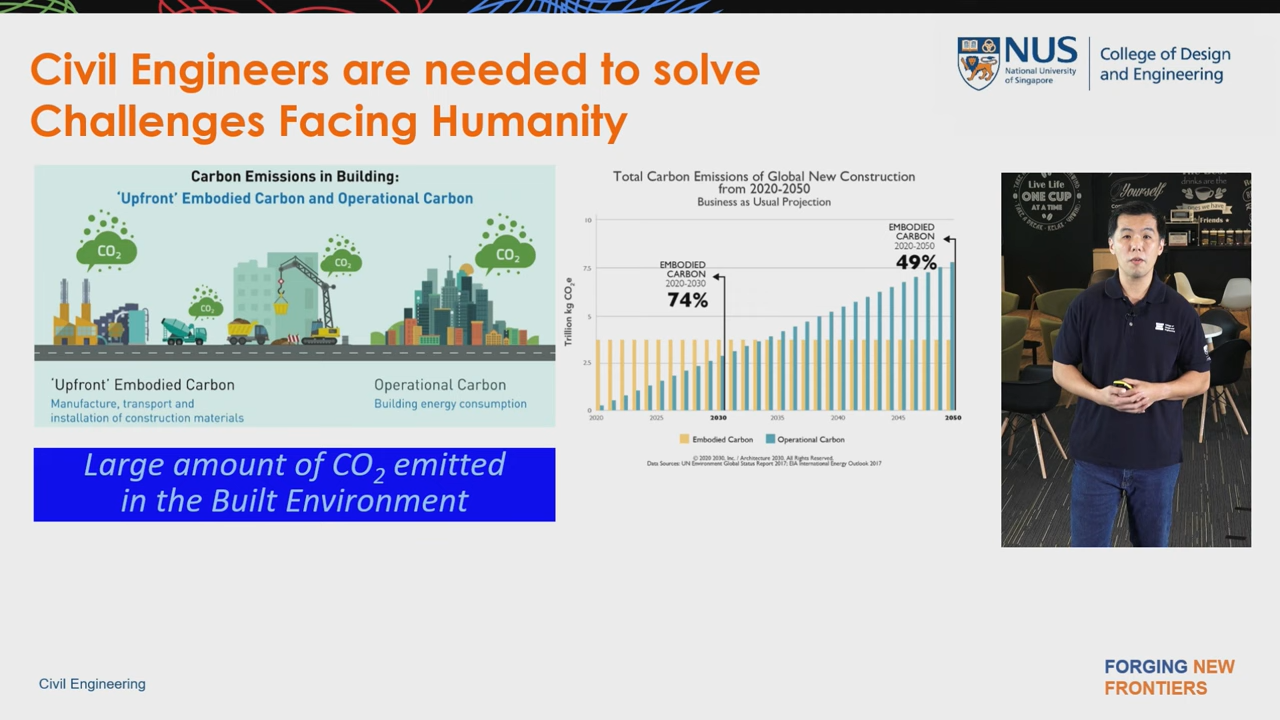 Civil Engineers are needed to solve
Challenges Facing Humanity
NUS
National University
of Singapore
College of Design
and Engineering
Carbon Emissions in Building:
‘Upfront’ Embodied Carbon and Operational Carbon
CO2
CO2
CO2
CO2
‘Upfront’ Embodied Carbon
Manufacture, transport and
installation of construction materials
Operational Carbon
Building energy consumption
Large amount of CO2 emitted
in the Built Environment
Total Carbon Emissions of Global New Construction
from 2020-2050
Business as Usual Projection
Trillion kg CO2e
10
7.5
5
2.5
0
EMBODIED
CARBON
2020-2030
74%
EMBODIED
CARBON
2020-2050
49%
2020 2025 2030 2035 2040 2045 2050
Embodied Carbon Operational Carbon
© 2020 2030, Inc. / Architecture 2030. All Rights Reserved.
Data Sources: UN Environment Global Status Report 2017; EIA International Energy Outlook 2017
Live Life
ONE CUP
AT A TIME
drinks are the
Yourself
Friends
Civil Engineering
FORGING NEW
FRONTIERS